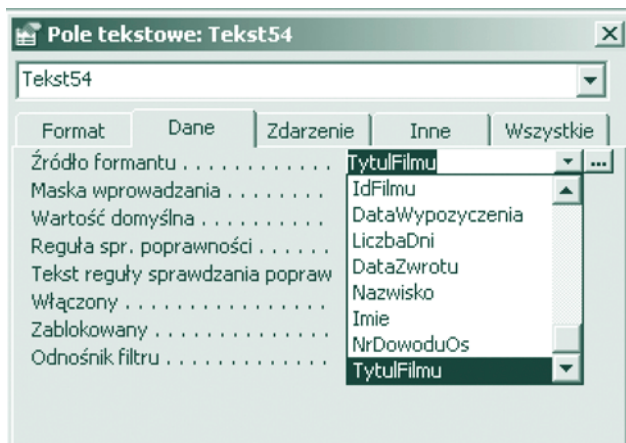 Pole tekstowe: Tekst54
Tekst54
Format Dane Zdarzenie Inne Wszystkie
Źródło formantu . . . . . . . . . . . . TytulFilmu ...
Maska wprowadzania . . . . . . . . IdFilmu
Wartość domyślna . . . . . . . . . DataWypozyczenia
Reguła spr. poprawności . . . . . . LiczbaDni
Tekst reguły sprawdzania popraw DataZwrotu
Włączony . . . . . . . . . . . . . . . Nazwisko
Zablokowany . . . . . . . . . . . . . Imie
Odnośnik filtru . . . . . . . . . . . . NrDowoduOs
TytulFilmu